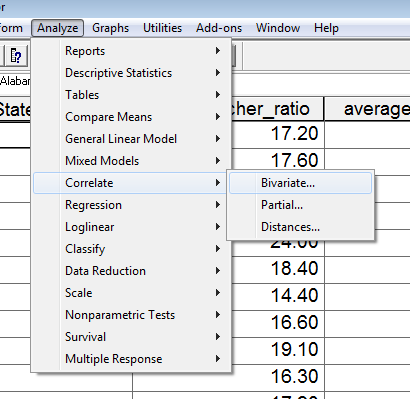 or
form Analyze Graphs Utilities Add-ons Window Help
Alabam
State cher_ratio average
Reports
Descriptive Statistics
Tables
Compare Means
General Linear Model
Mixed Models
Correlate
Regression
Loglinear
Classify
Data Reduction
Scale
Nonparametric Tests
Survival
Multiple Response
Bivariate...
Partial...
Distances...
17.20
17.60
24.00
18.40
14.40
16.60
19.10
16.30